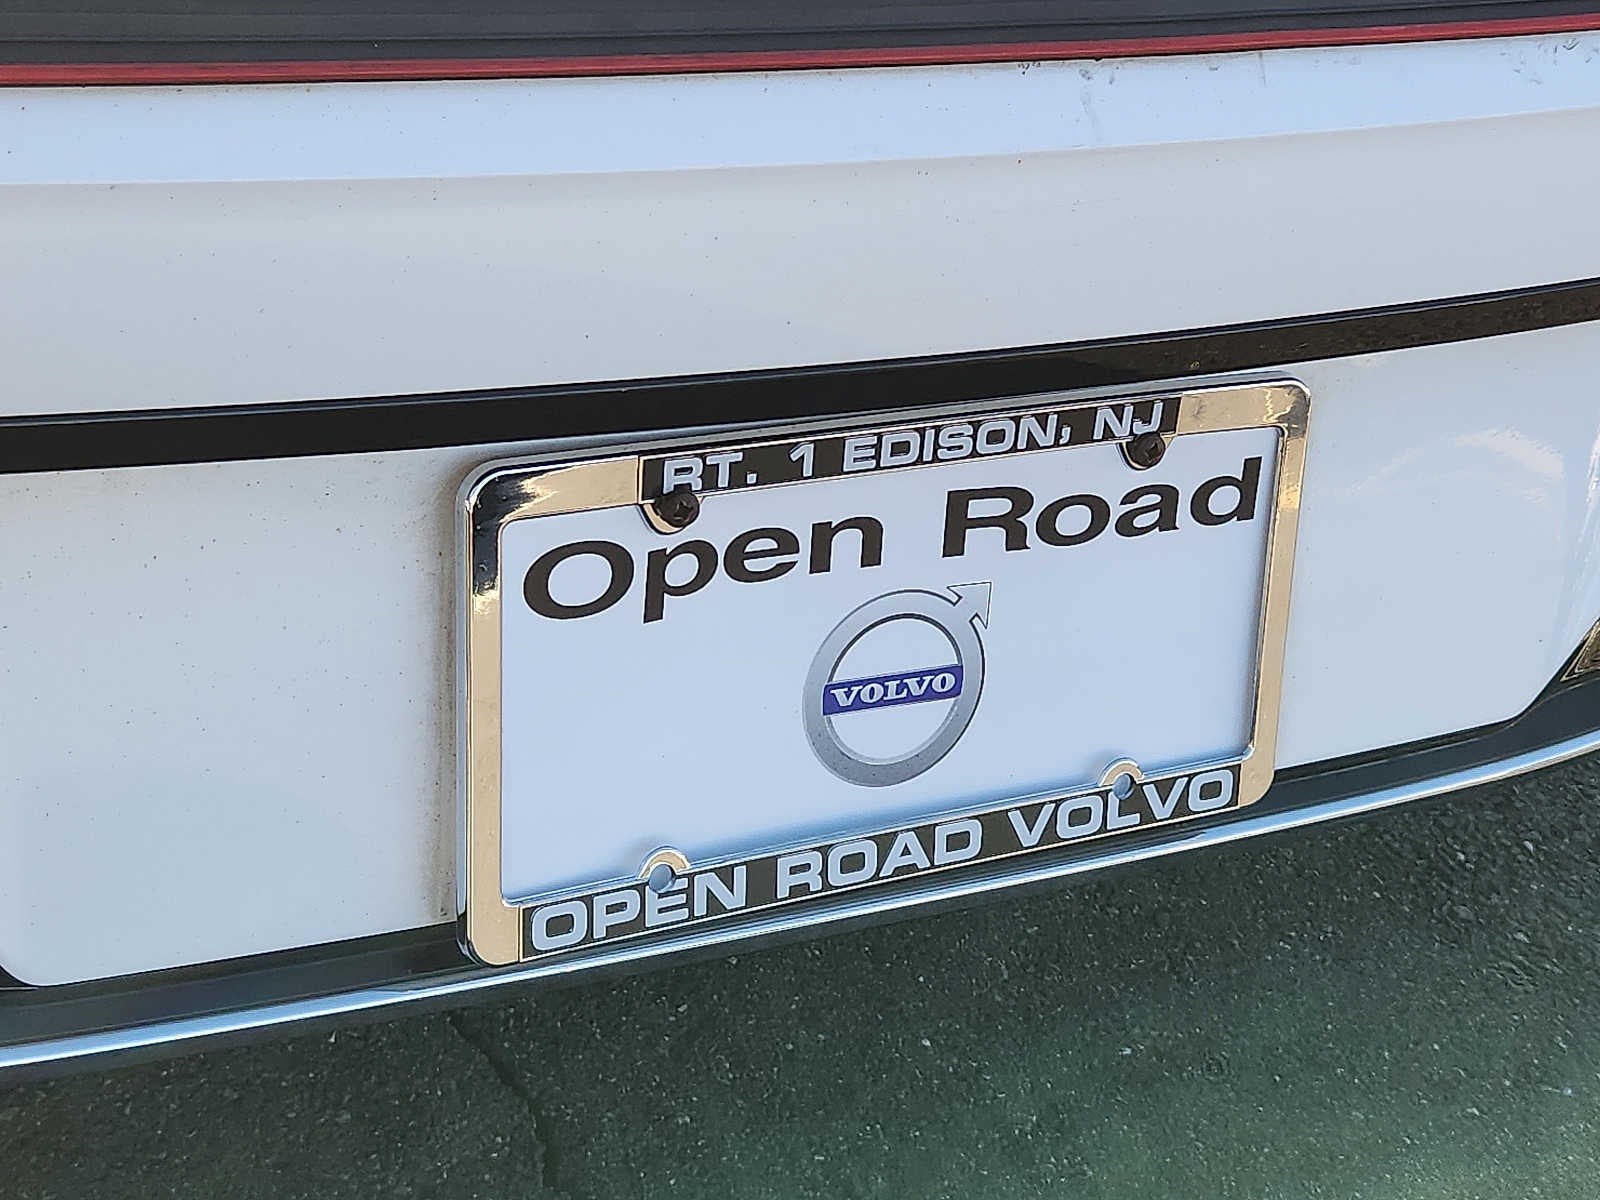 RT. 1 EDISON, NJ
Open Road
VOLVO
OPEN ROAD VOLVO